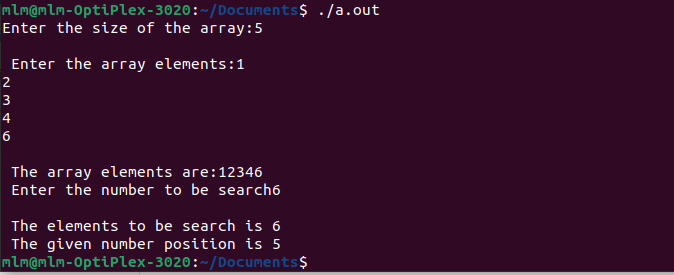 mlm@mlm-OptiPlex-3020:~/Documents$ ./a.out
Enter the size of the array:5
Enter the array elements:1
2
3
4
6
The array elements are:12346
Enter the number to be search6
The elements to be search is 6
The given number position is 5
mlm@mlm-OptiPlex-3020:~/Documents$